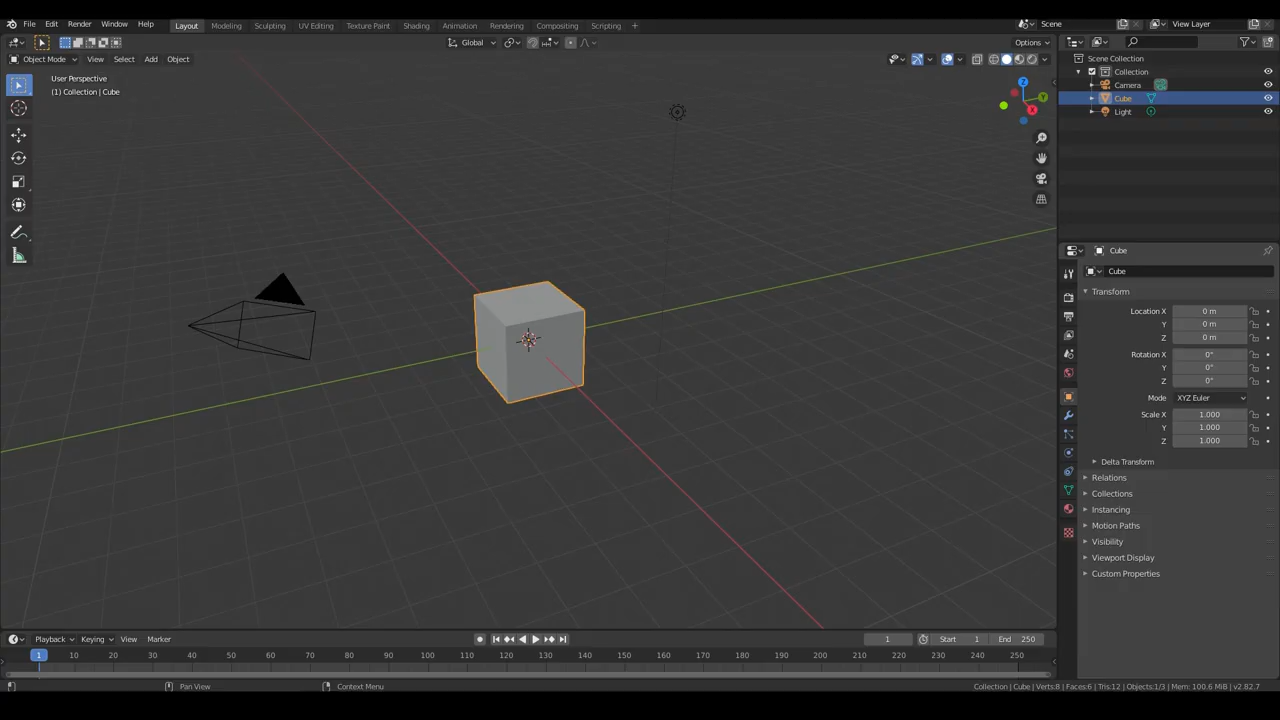 File Edit Render Window Help Layout Modeling Sculpting UV Editing Texture Paint Shading Animation Rendering Compositing Scripting + Scene View Layer
Global Options
Object Mode View Select Add Object
User Perspective
(1) Collection | Cube
Scene Collection
Collection
Camera
Cube
Light
Z
Y
X
Cube
Cube
Transform
Location X 0 m
Y 0 m
Z 0 m
Rotation X 0°
Y 0°
Z 0°
Mode XYZ Euler
Scale X 1.000
Y 1.000
Z 1.000
Delta Transform
Relations
Collections
Instancing
Motion Paths
Visibility
Viewport Display
Custom Properties
Playback Keying View Marker 1 Start 1 End 250
1 10 20 30 40 50 60 70 80 90 100 110 120 130 140 150 160 170 180 190 200 210 220 230 240 250
Pan View Context Menu Collection | Cube | Verts:8 | Faces:6 | Tris:12 | Objects:1/3 | Mem: 100.6 MiB | v2.82.7